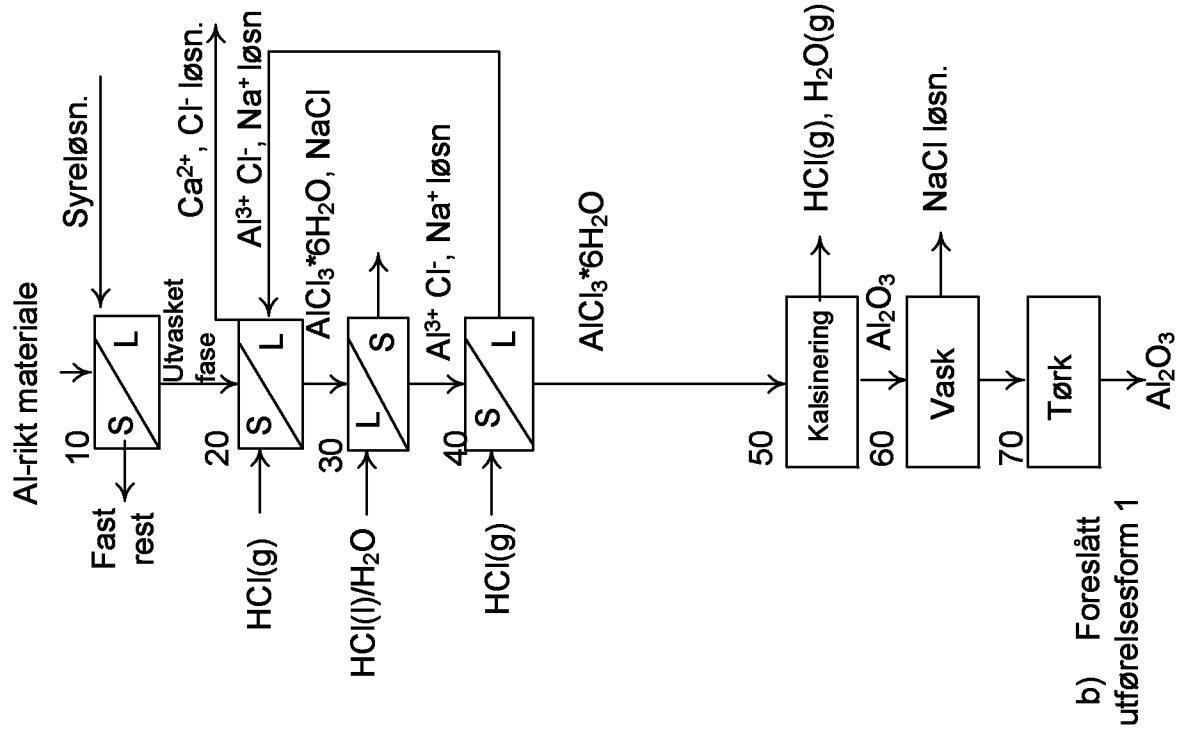 Al-rikt materiale
Syreløsn.
10
S
L
Fast
rest
Utvasket
fase
Ca²⁺, Cl⁻ løsn.
20
S
L
HCl(g)
Al³⁺ Cl⁻, Na⁺ løsn
AlCl₃*6H₂O, NaCl
30
L
S
HCl(l)/H₂O
Al³⁺ Cl⁻, Na⁺ løsn
40
S
L
HCl(g)
AlCl₃*6H₂O
50
Kalsinering
HCl(g), H₂O(g)
Al₂O₃
60
Vask
NaCl løsn.
70
Tørk
Al₂O₃
b) Foreslått
utførelsesform 1